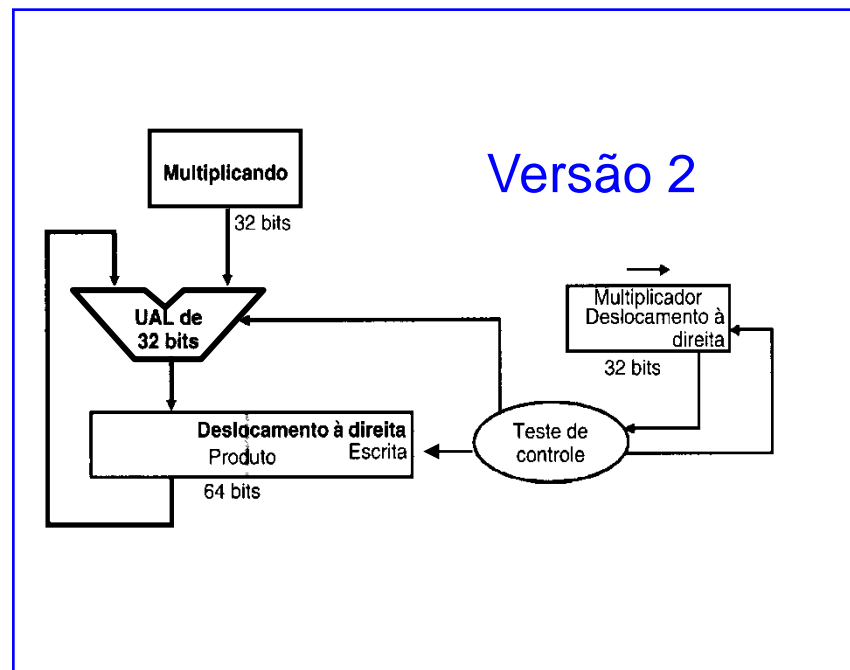 Versão 2
Multiplicando
32 bits
UAL de
32 bits
Multiplicador
Deslocamento à
direita
32 bits
Deslocamento à direita
Produto
Escrita
64 bits
Teste de
controle